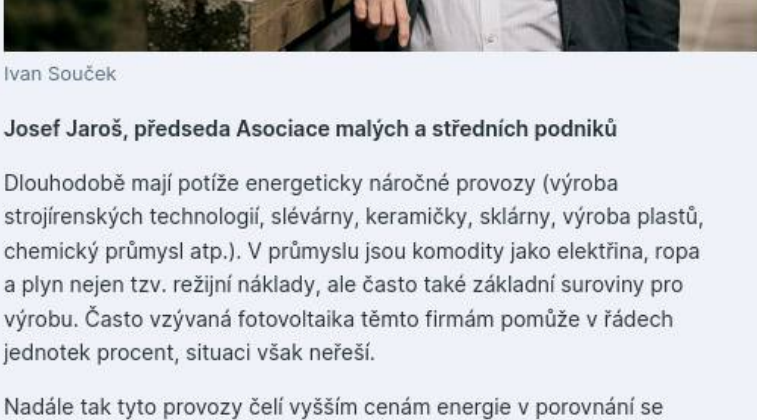 Ivan Souček
Josef Jaroš, předseda Asociace malých a středních podniků
Dlouhodobě mají potíže energeticky náročné provozy (výroba
strojírenských technologií, slévárny, keramičky, sklárny, výroba plastů,
chemický průmysl atp.). V průmyslu jsou komodity jako elektřina, ropa
a plyn nejen tzv. režijní náklady, ale často také základní suroviny pro
výrobu. Často vzývaná fotovoltaika těmto firmám pomůže v řádech
jednotek procent, situaci však neřeší.
Nadále tak tyto provozy čelí vyšším cenám energie v porovnání se